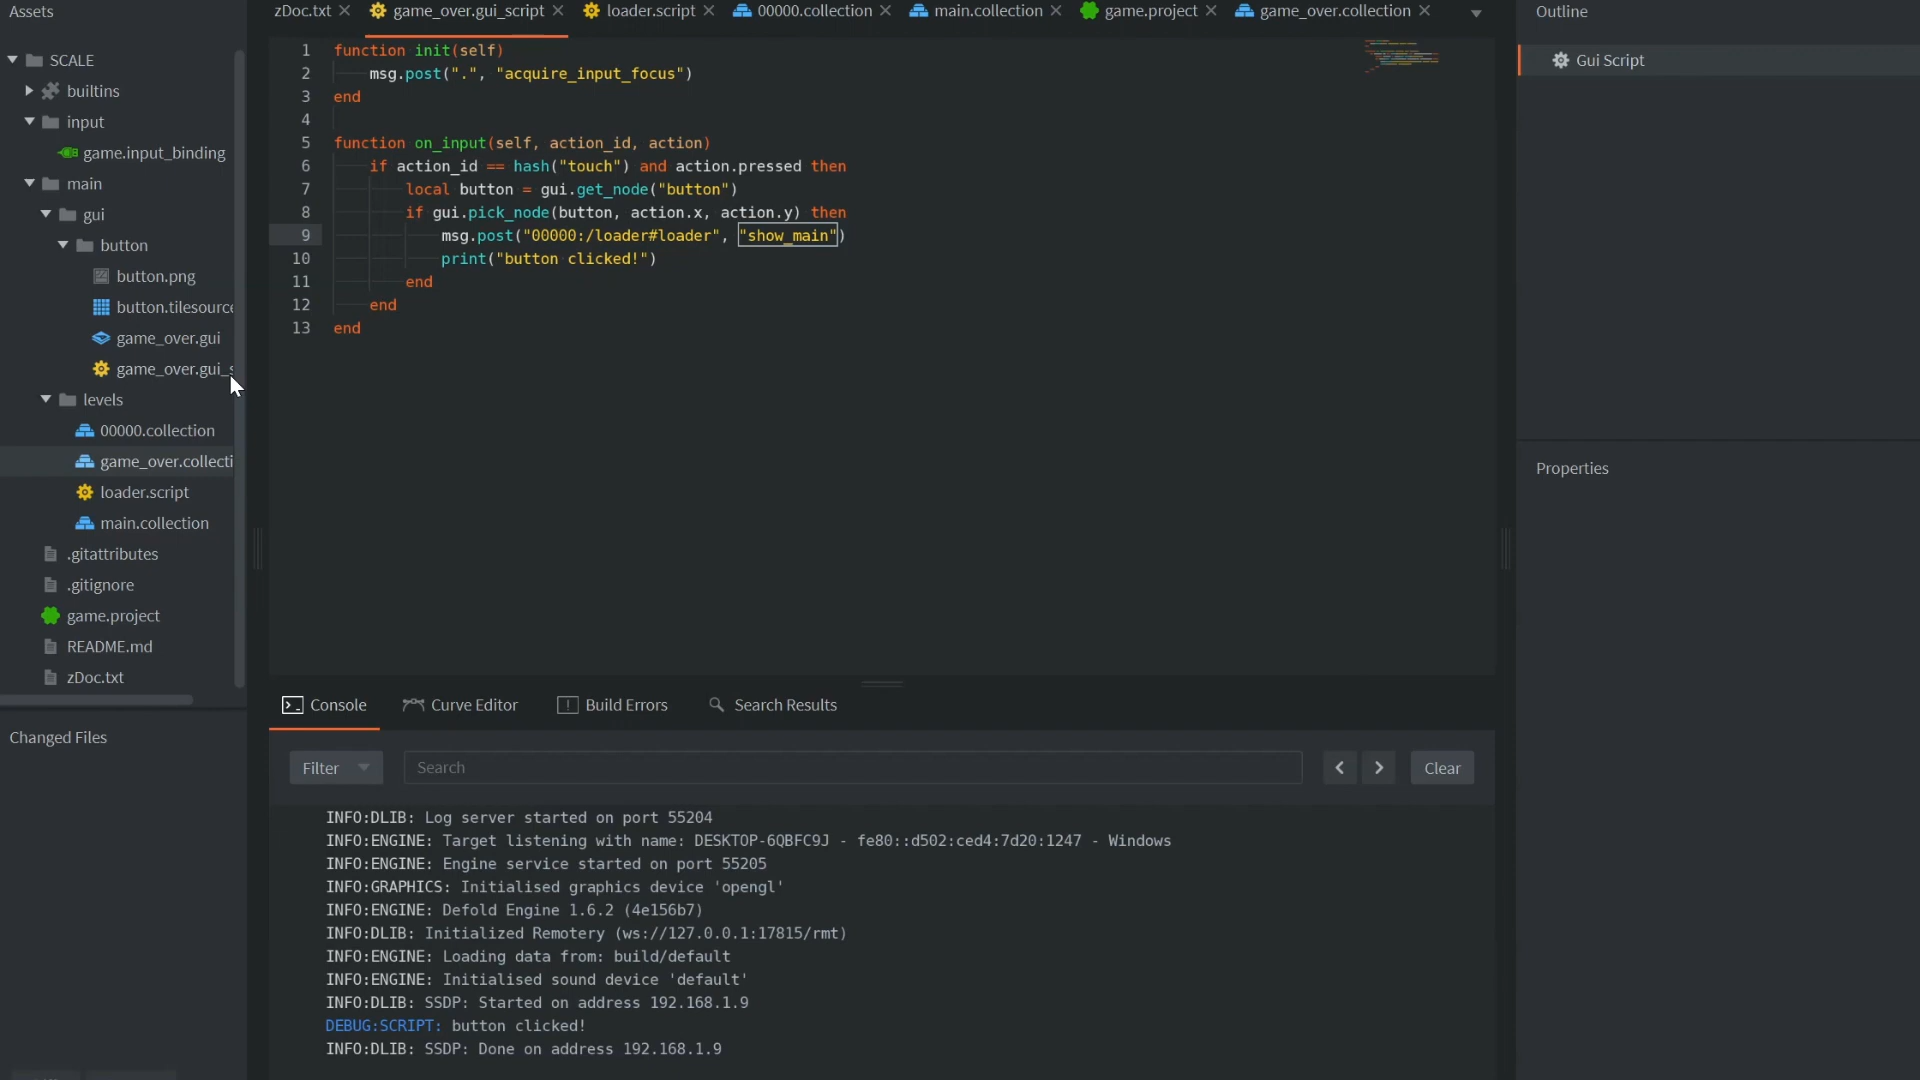 Assets
SCALE
builtins
input
game.input_binding
main
gui
button
button.png
button.tilesource
game_over.gui
game_over.gui_s
levels
00000.collection
game_over.collecti
loader.script
main.collection
.gitattributes
.gitignore
game.project
README.md
zDoc.txt
Changed Files
zDoc.txt game_over.gui_script loader.script 00000.collection main.collection game.project game_over.collection
1 function init(self)
2 msg.post(".", "acquire_input_focus")
3 end
4
5 function on_input(self, action_id, action)
6 if action_id == hash("touch") and action.pressed then
7 local button = gui.get_node("button")
8 if gui.pick_node(button, action.x, action.y) then
9 msg.post("00000:/loader#loader", "show_main")
10 print("button clicked!")
11 end
12 end
13 end
Console Curve Editor Build Errors Search Results
Filter Search Clear
INFO:DLIB: Log server started on port 55204
INFO:ENGINE: Target listening with name: DESKTOP-6QBFC9J - fe80::d502:ced4:7d20:1247 - Windows
INFO:ENGINE: Engine service started on port 55205
INFO:GRAPHICS: Initialised graphics device 'opengl'
INFO:ENGINE: Defold Engine 1.6.2 (4e156b7)
INFO:DLIB: Initialized Remotery (ws://127.0.0.1:17815/rmt)
INFO:ENGINE: Loading data from: build/default
INFO:ENGINE: Initialised sound device 'default'
INFO:DLIB: SSDP: Started on address 192.168.1.9
DEBUG:SCRIPT: button clicked!
INFO:DLIB: SSDP: Done on address 192.168.1.9
Outline
Gui Script
Properties